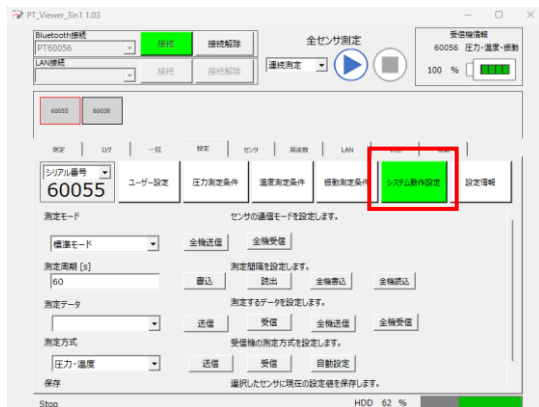 PT_Viewer_3in1 1.03
Bluetooth接続
PT60056
接続
接続解除
LAN接続
接続
接続解除
全センサ測定
連続測定
受信機情報
60056 圧力・温度・振動
100 %
60055
60038
測定
ログ
一覧
設定
センサ
周波数
LAN
シリアル番号
60055
ユーザー設定
圧力測定条件
温度測定条件
振動測定条件
システム動作設定
設定情報
測定モード
センサの通信モードを設定します。
標準モード
全機送信
全機受信
測定周期 [s]
測定間隔を設定します。
60
書込
読出
全機書込
全機読込
測定データ
測定するデータを設定します。
送信
受信
全機送信
全機受信
測定方式
受信機の測定方式を設定します。
圧力・温度
送信
受信
自動設定
保存
選択したセンサに現在の設定値を保存します。
Stop
HDD 62 %